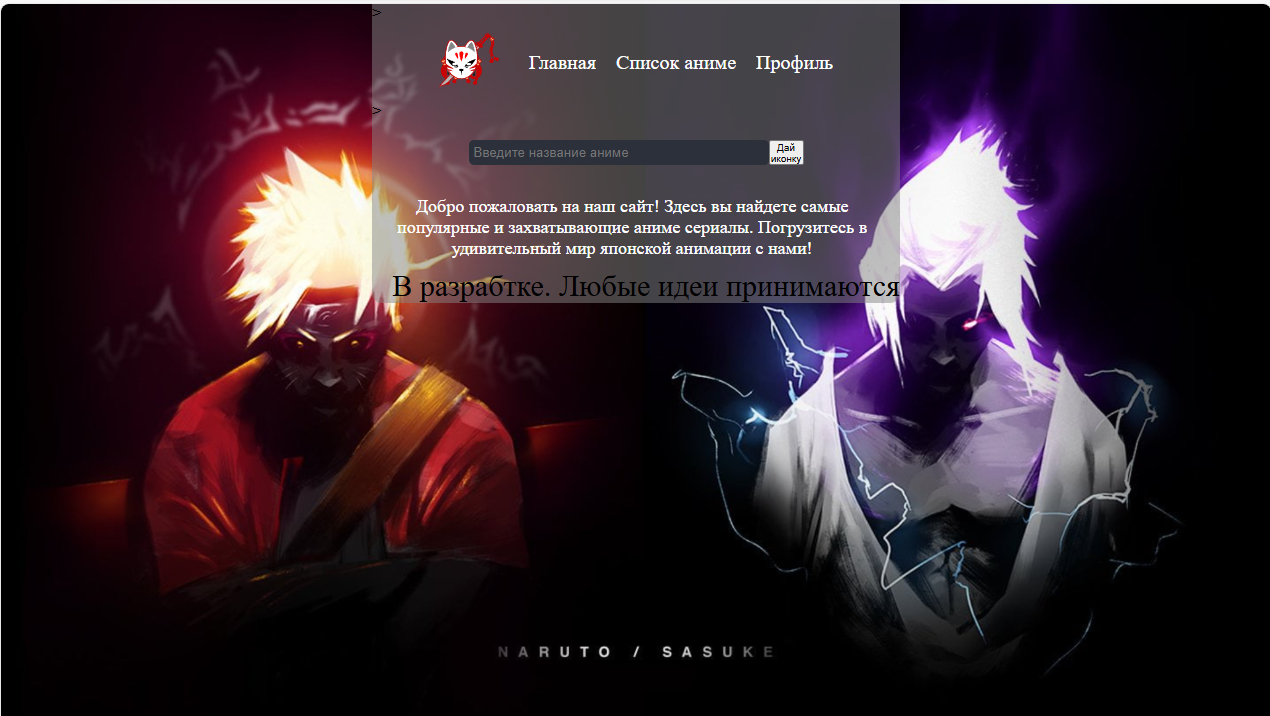 >
Главная Список аниме Профиль
>
Введите название аниме
Дай
иконку
Добро пожаловать на наш сайт! Здесь вы найдете самые
популярные и захватывающие аниме сериалы. Погрузитесь в
удивительный мир японской анимации с нами!
В разрабтке. Любые идеи принимаются
NARUTO / SASUKE